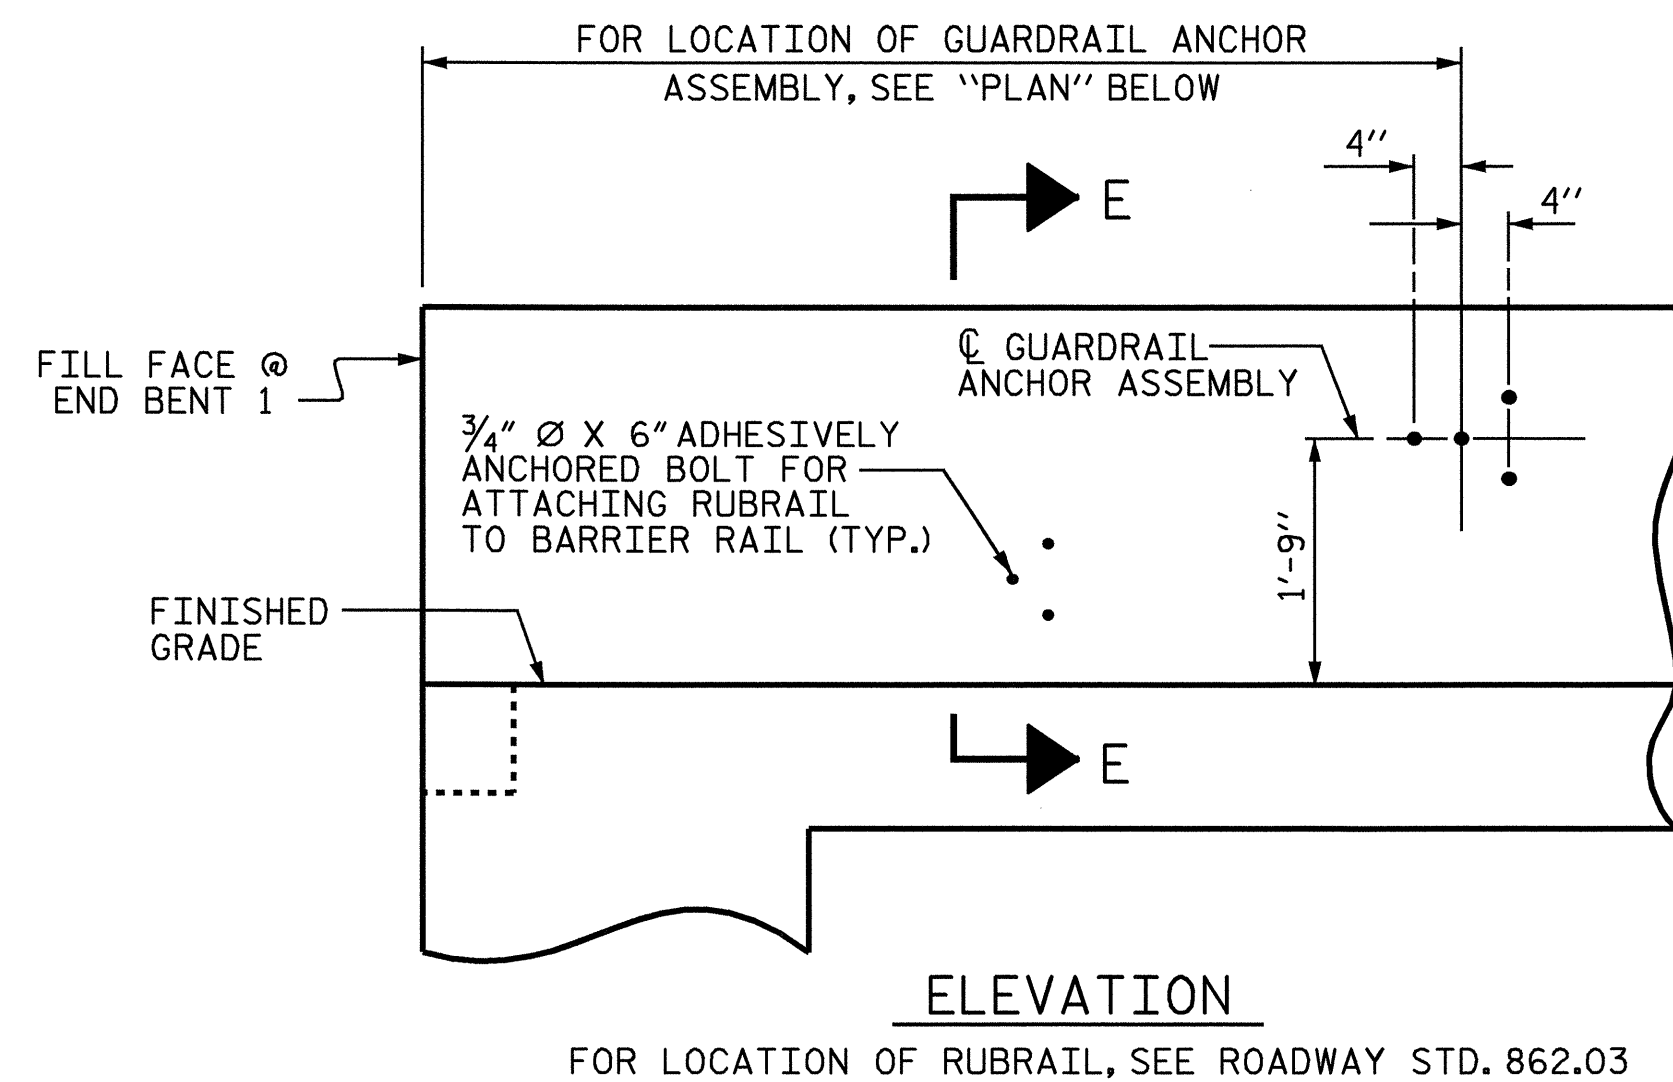 FOR LOCATION OF GUARDRAIL ANCHOR
ASSEMBLY, SEE "PLAN" BELOW
4"
4"
E
FILL FACE @
END BENT 1
℄ GUARDRAIL
ANCHOR ASSEMBLY
3/4" Ø X 6" ADHESIVELY
ANCHORED BOLT FOR
ATTACHING RUBRAIL
TO BARRIER RAIL (TYP.)
1'-9"
FINISHED
GRADE
E
ELEVATION
FOR LOCATION OF RUBRAIL, SEE ROADWAY STD. 862.03